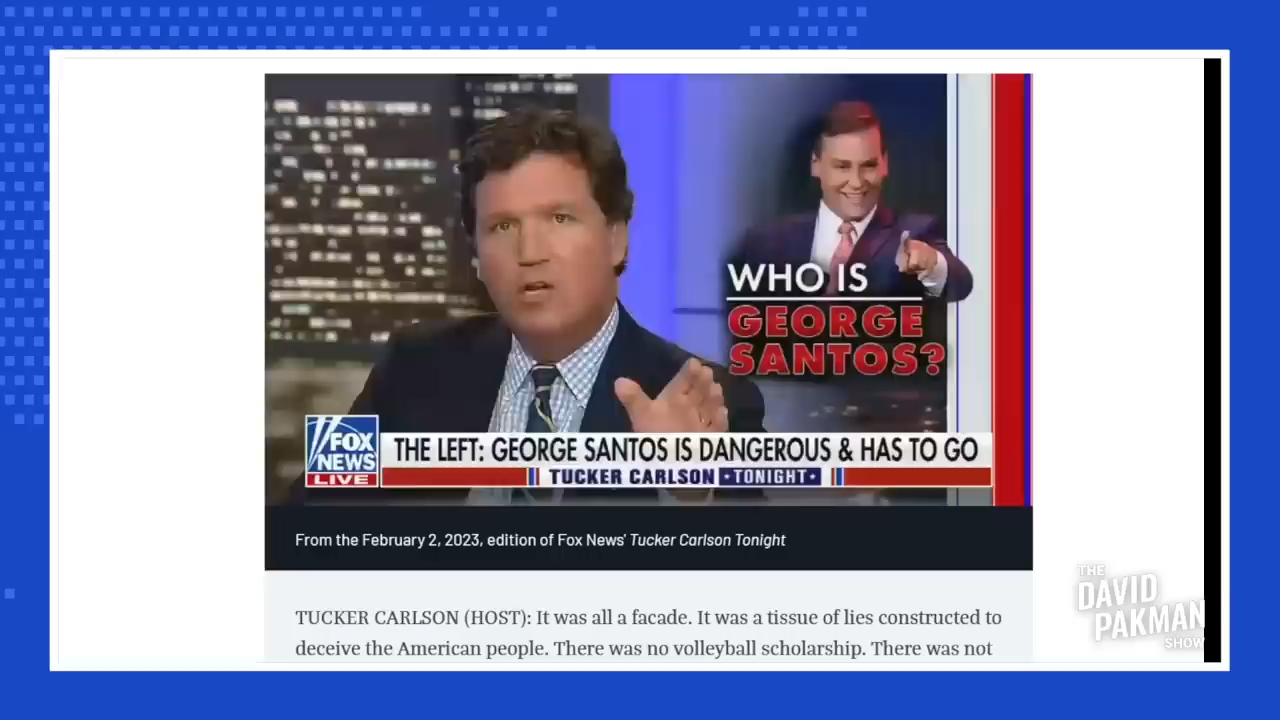 WHO IS
GEORGE
SANTOS?
FOX
NEWS
LIVE
THE LEFT: GEORGE SANTOS IS DANGEROUS & HAS TO GO
TUCKER CARLSON TONIGHT
From the February 2, 2023, edition of Fox News' Tucker Carlson Tonight
TUCKER CARLSON (HOST): It was all a facade. It was a tissue of lies constructed to
deceive the American people. There was no volleyball scholarship. There was not
THE
DAVID
PAKMAN
SHOW